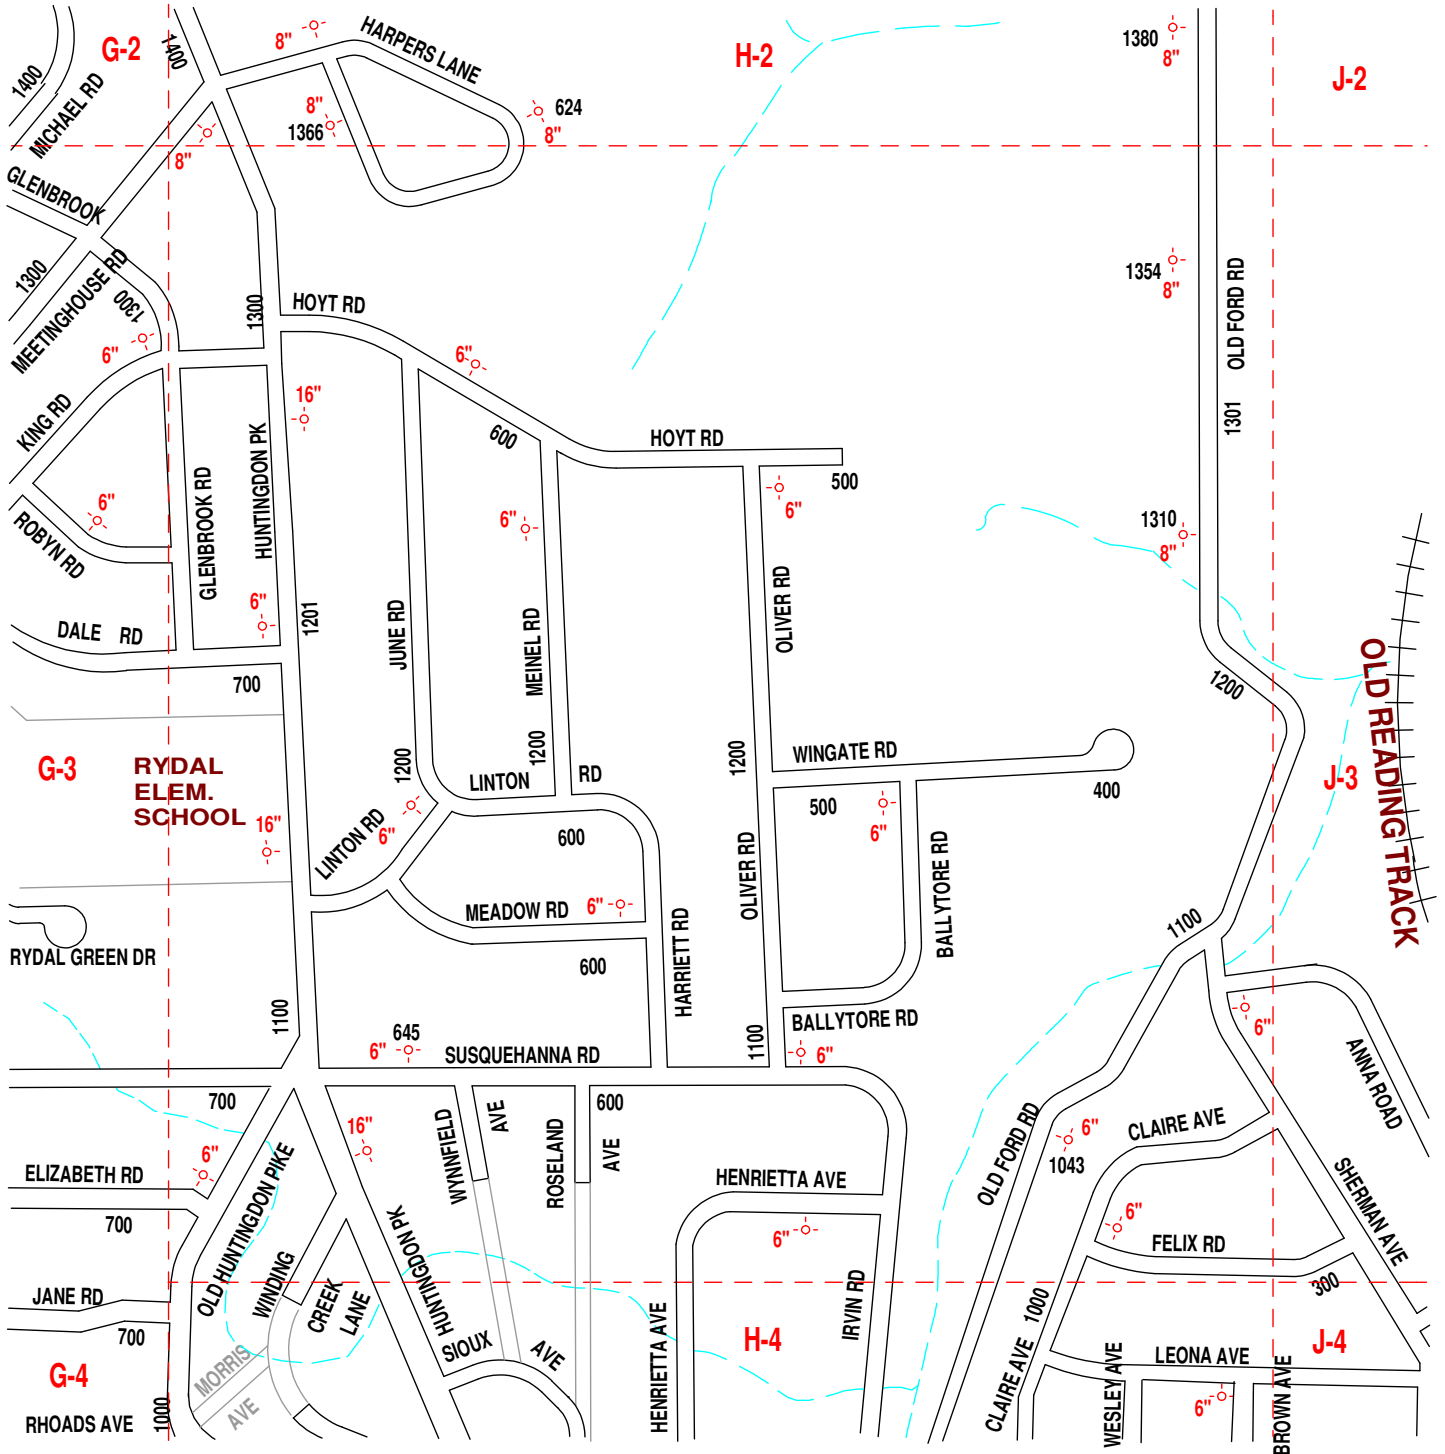 G-2
1400
8"
HARPERS LANE
H-2
1380
8"
J-2
1400
MICHAEL RD
8"
1366
624
8"
8"
GLENBROOK
1300
MEETINGHOUSE RD
1300
6"
1300
HOYT RD
1354
8"
OLD FORD RD
6"
KING RD
16"
600
HOYT RD
500
1301
GLENBROOK RD
HUNTINGDON PK
6"
ROBYN RD
6"
6"
1310
8"
DALE RD
6"
1201
JUNE RD
MEINEL RD
OLIVER RD
700
1200
OLD READING TRACK
G-3
RYDAL
ELEM.
SCHOOL
1200
1200
LINTON RD
1200
WINGATE RD
400
J-3
16"
LINTON RD
6"
600
500
6"
OLIVER RD
BALLYTORE RD
MEADOW RD
6"
600
HARRIETT RD
1100
RYDAL GREEN DR
1100
645
6"
SUSQUEHANNA RD
1100
BALLYTORE RD
6"
6"
ANNA ROAD
700
16"
WYNNFIELD AVE
ROSELAND AVE
600
OLD FORD RD
6"
1043
CLAIRE AVE
ELIZABETH RD
6"
700
OLD HUNTINGDON PIKE
HENRIETTA AVE
6"
6"
FELIX RD
SHERMAN AVE
300
JANE RD
700
WINDING
CREEK
LANE
HUNTINGDON PK
SIOUX AVE
HENRIETTA AVE
H-4
IRVIN RD
1000
CLAIRE AVE
LEONA AVE
J-4
G-4
MORRIS
AVE
RHOADS AVE
1000
WESLEY AVE
6"
BROWN AVE